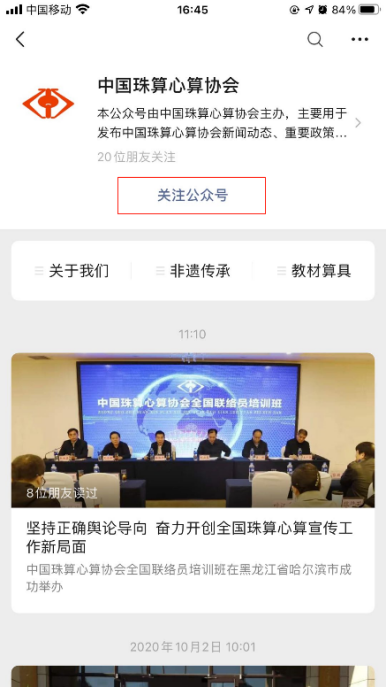 中国移动
16:45
84%
中国珠算心算协会
本公众号由中国珠算心算协会主办，主要用于
发布中国珠算心算协会新闻动态、重要政策...
20位朋友关注
关注公众号
关于我们
非遗传承
教材算具
11:10
中国珠算心算协会全国联络员培训班
8位朋友读过
坚持正确舆论导向 奋力开创全国珠算心算宣传工
作新局面
中国珠算心算协会全国联络员培训班在黑龙江省哈尔滨市成
功举办
2020年10月2日 10:01